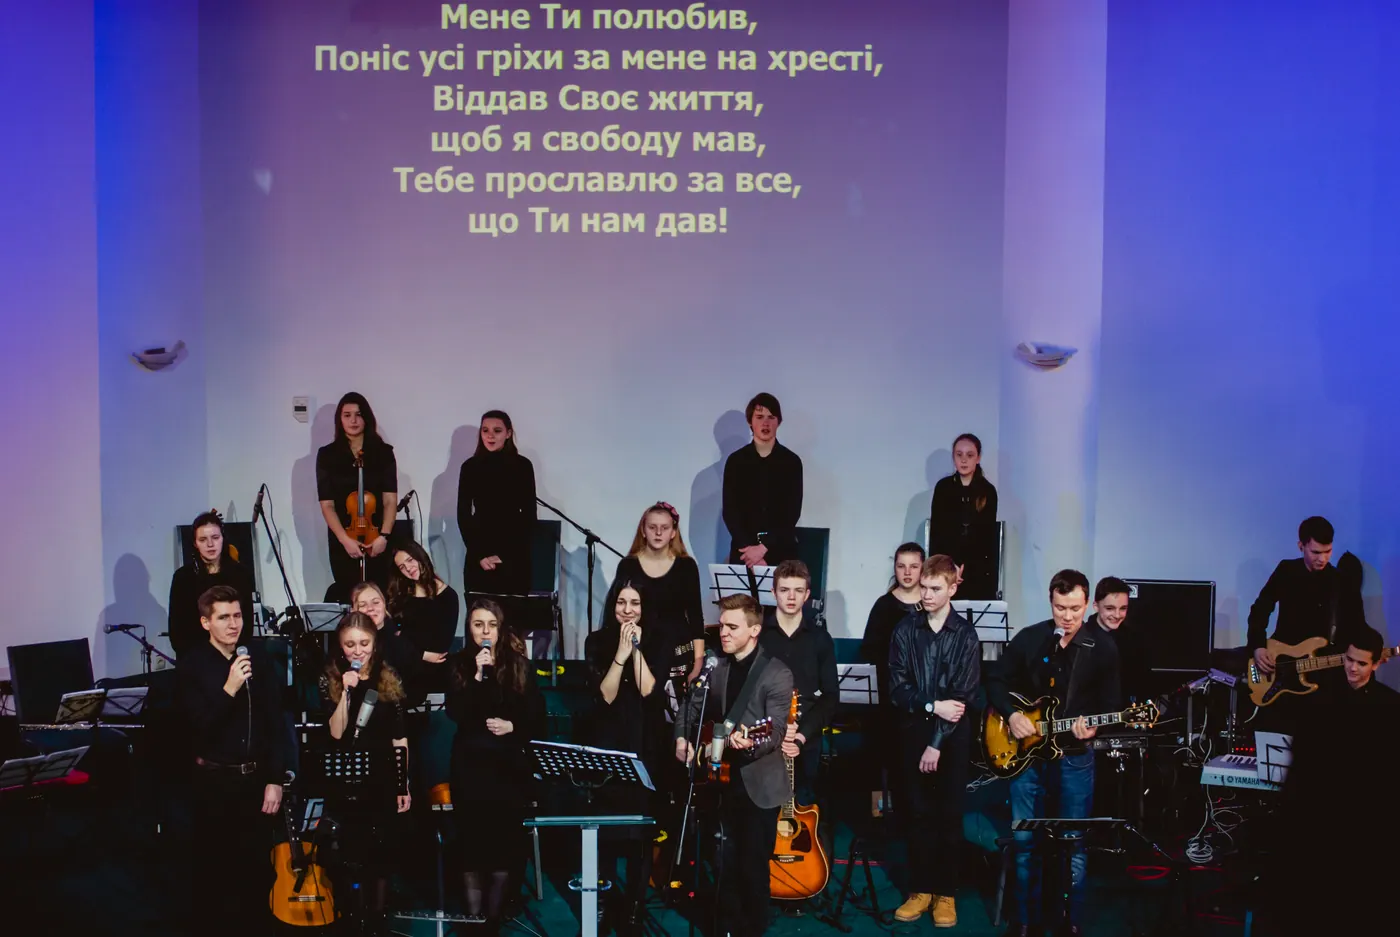 Мене Ти полюбив,
Поніс усі гріхи за мене на хресті,
Віддав Своє життя,
щоб я свободу мав,
Тебе прославлю за все,
що Ти нам дав!
YAMAHA